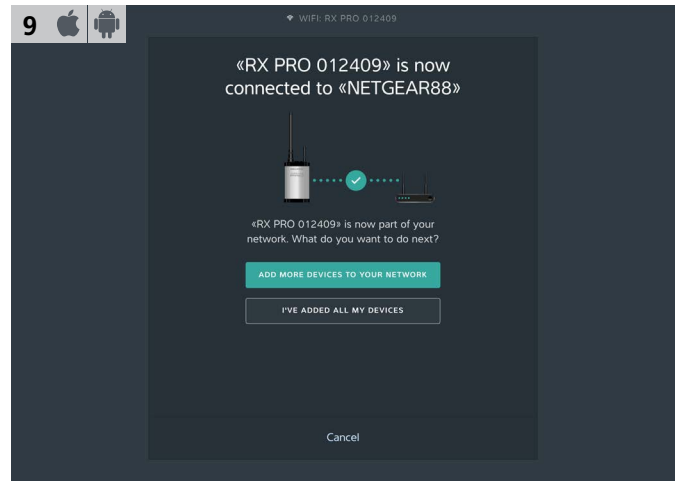 9
WIFI: RX PRO 012409
«RX PRO 012409» is now
connected to «NETGEAR88»
«RX PRO 012409» is now part of your
network. What do you want to do next?
ADD MORE DEVICES TO YOUR NETWORK
I'VE ADDED ALL MY DEVICES
Cancel